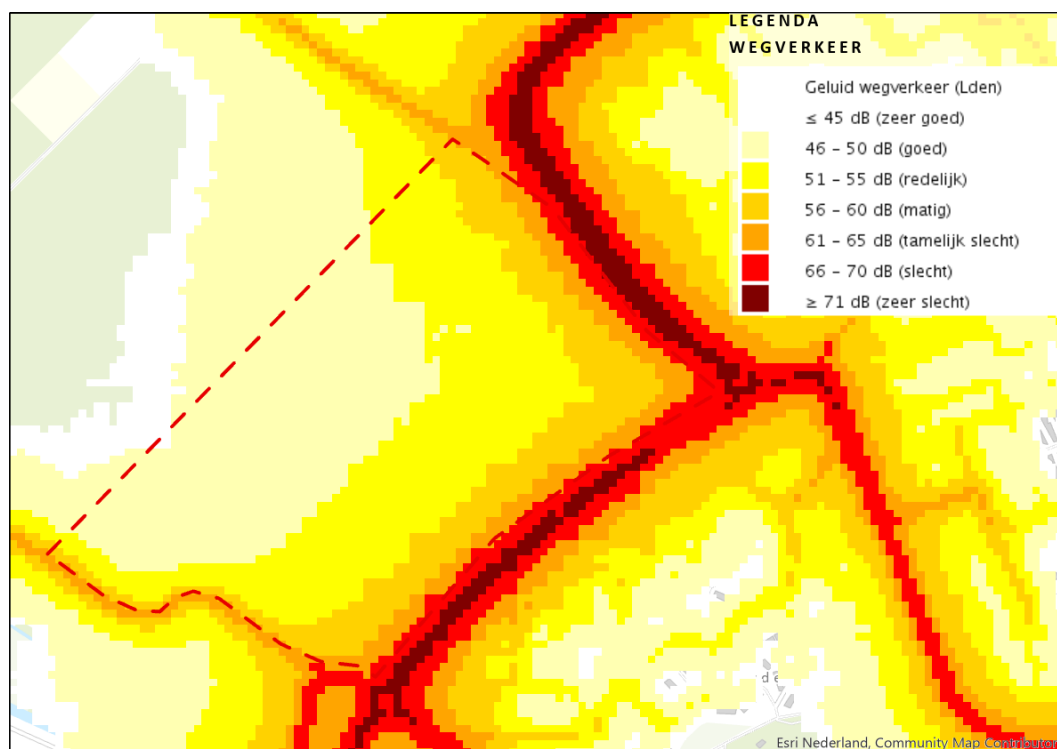 LEGENDA
WEGVERKEER
Geluid wegverkeer (Lden)
≤ 45 dB (zeer goed)
46 – 50 dB (goed)
51 – 55 dB (redelijk)
56 – 60 dB (matig)
61 – 65 dB (tamelijk slecht)
66 – 70 dB (slecht)
≥ 71 dB (zeer slecht)
Esri Nederland, Community Map Contributors